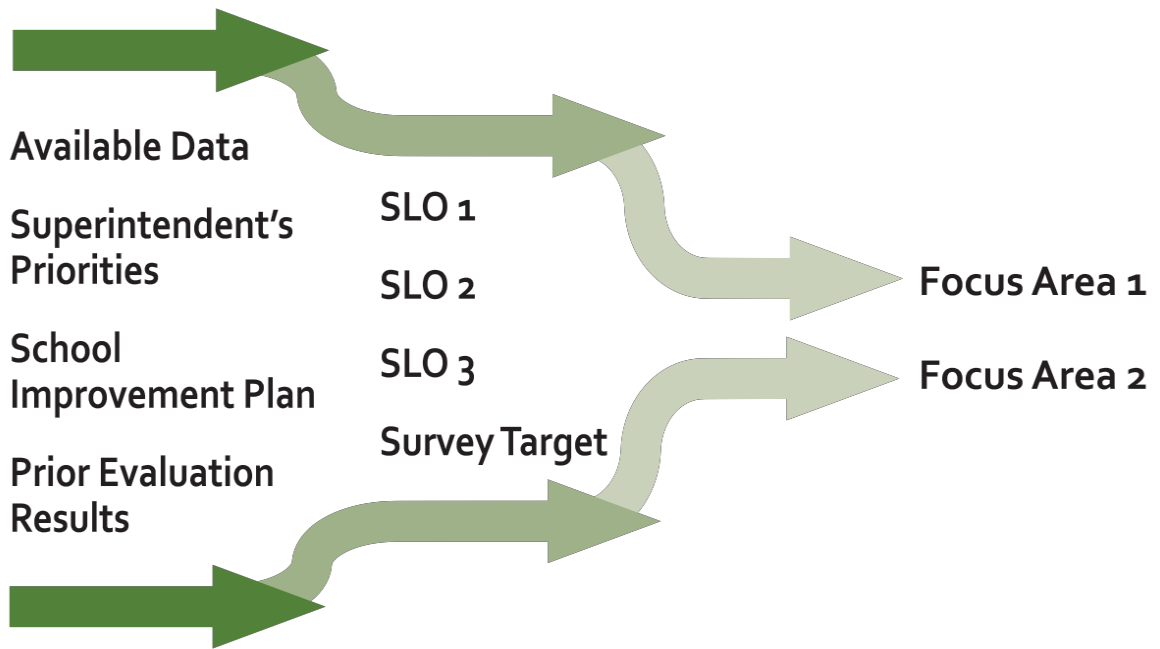 Available Data
Superintendent’s
Priorities
School
Improvement Plan
Prior Evaluation
Results
SLO 1
SLO 2
SLO 3
Survey Target
Focus Area 1
Focus Area 2